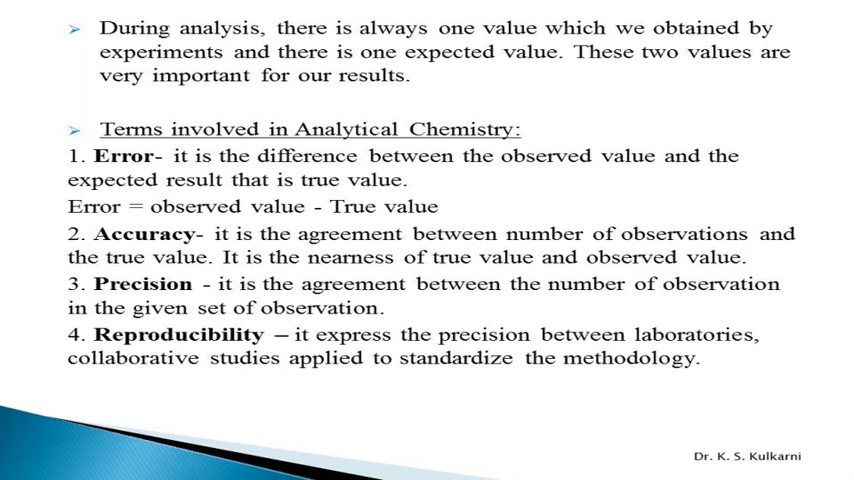 ➢ During analysis, there is always one value which we obtained by
experiments and there is one expected value. These two values are
very important for our results.
➢ Terms involved in Analytical Chemistry:
1. Error- it is the difference between the observed value and the
expected result that is true value.
Error = observed value - True value
2. Accuracy- it is the agreement between number of observations and
the true value. It is the nearness of true value and observed value.
3. Precision - it is the agreement between the number of observation
in the given set of observation.
4. Reproducibility – it express the precision between laboratories,
collaborative studies applied to standardize the methodology.
Dr. K. S. Kulkarni